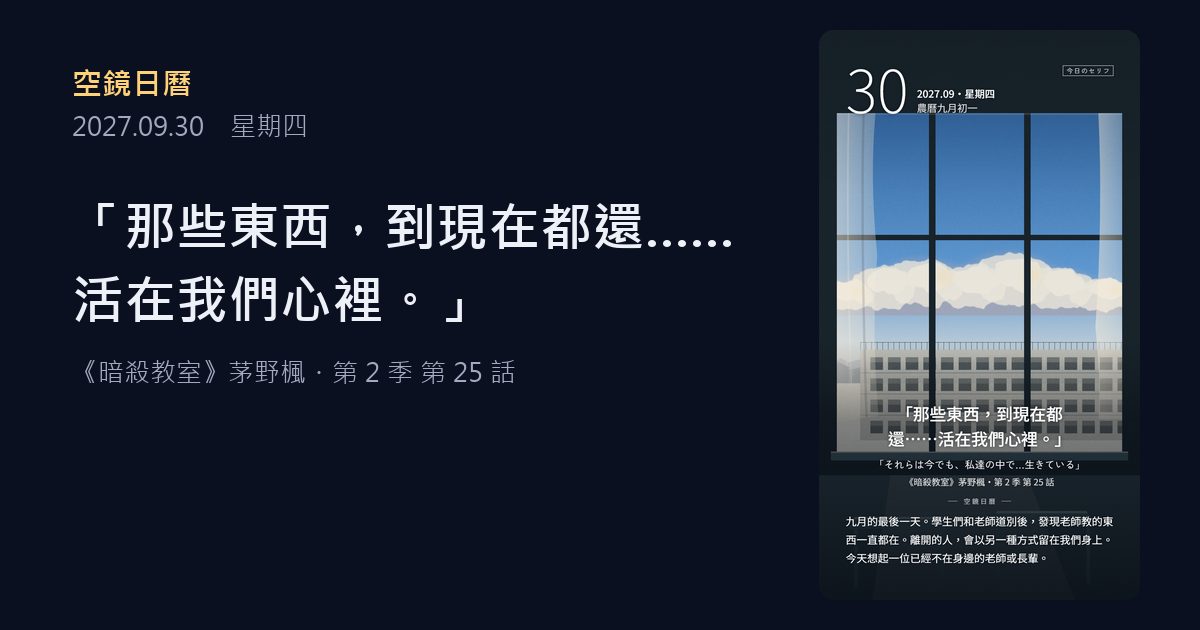 空鏡日曆
2027.09.30 星期四
「那些東西，到現在都還……
活在我們心裡。」
《暗殺教室》茅野楓·第 2 季 第 25 話
今日のセリフ
30
2027.09·星期四
農曆九月初一
「那些東西，到現在都
還……活在我們心裡。」
「それらは今でも、私達の中で...生きている」
《暗殺教室》茅野楓·第 2 季 第 25 話
— 空鏡日曆 —
九月的最後一天。學生們和老師道別後，發現老師教的東
西一直都在。離開的人，會以另一種方式留在我們身上。
今天想起一位已經不在身邊的老師或長輩。